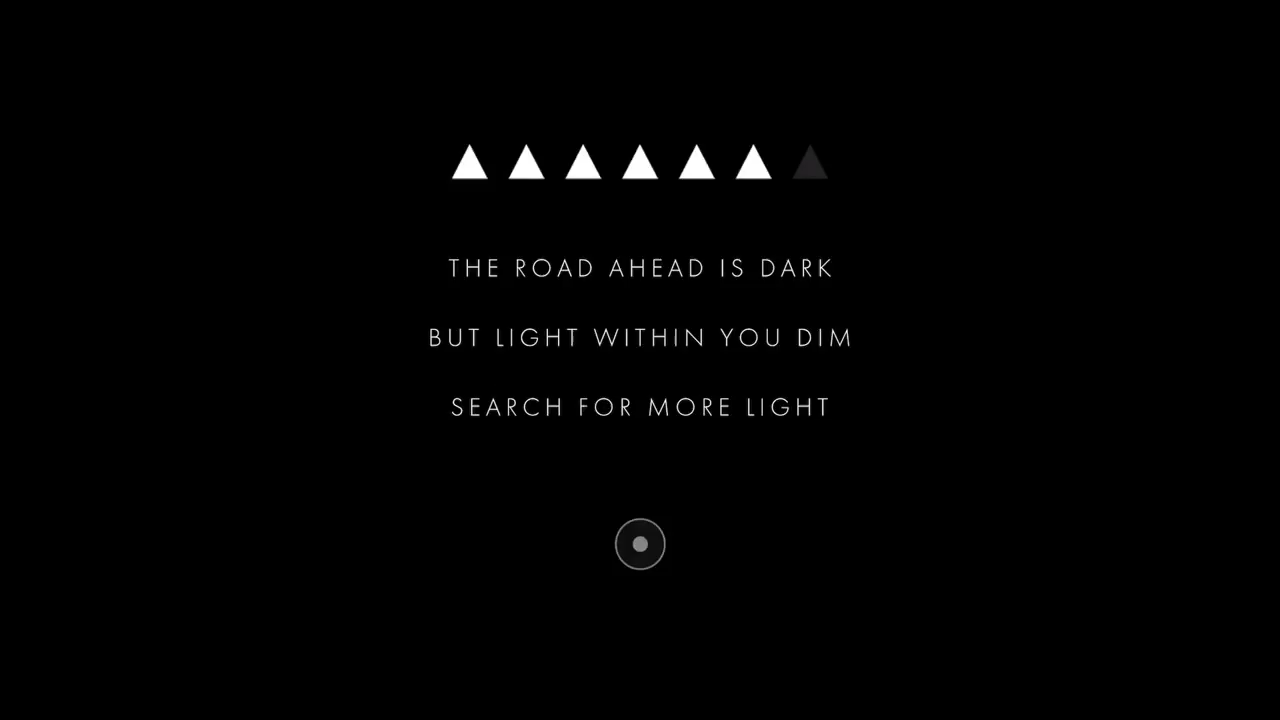 THE ROAD AHEAD IS DARK
BUT LIGHT WITHIN YOU DIM
SEARCH FOR MORE LIGHT